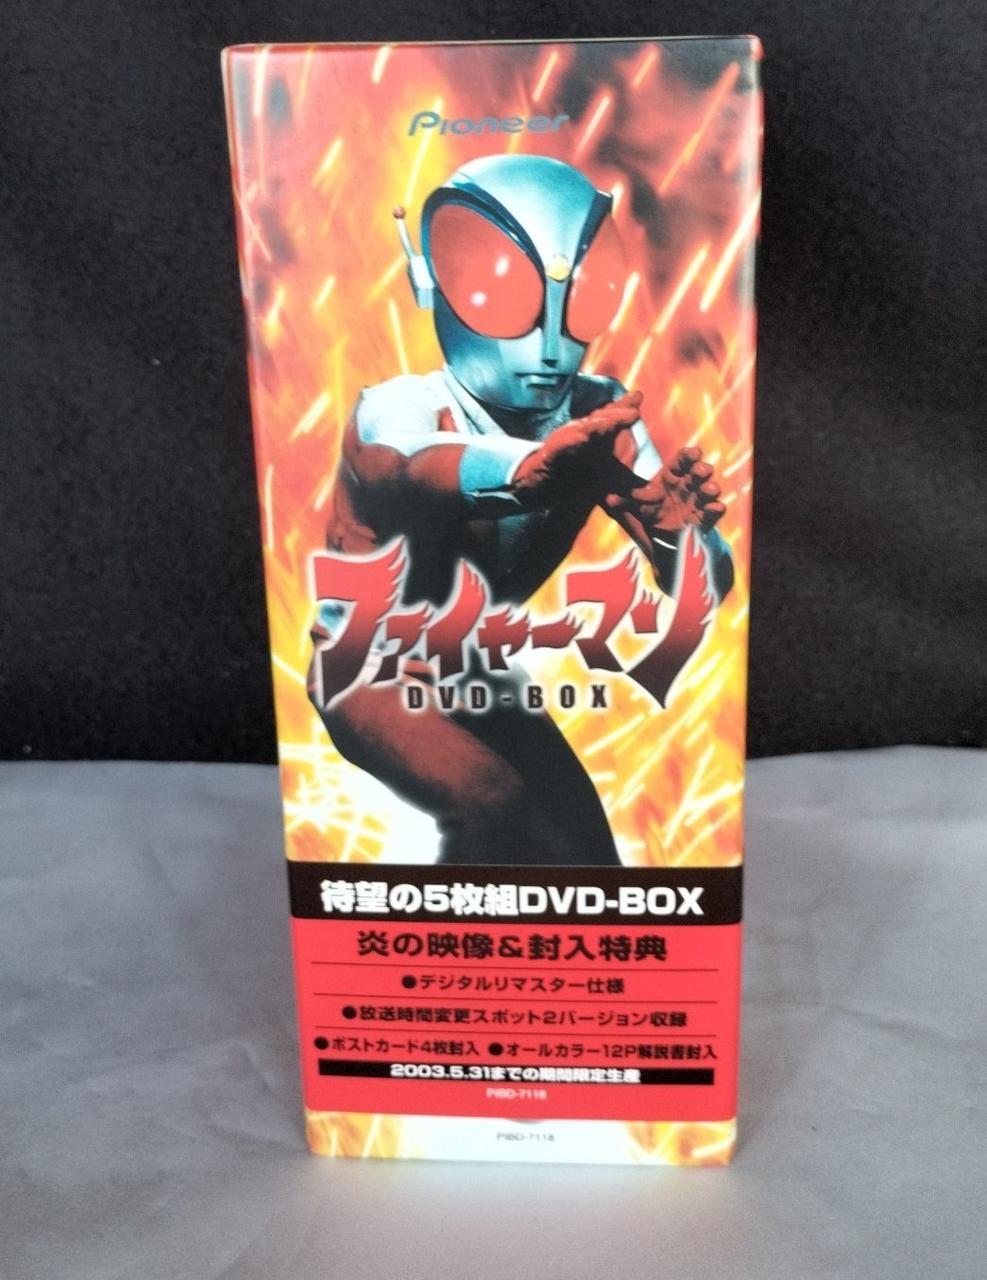 Pioneer
ファイヤーマン
DVD-BOX
待望の5枚組DVD-BOX
炎の映像&封入特典
●デジタルリマスター仕様
●放送時間変更スポット2バージョン収録
●ポストカード4枚封入 ●オールカラー12P解説書封入
2003.5.31までの期間限定生産
PIBD-7118
PIBD-7118